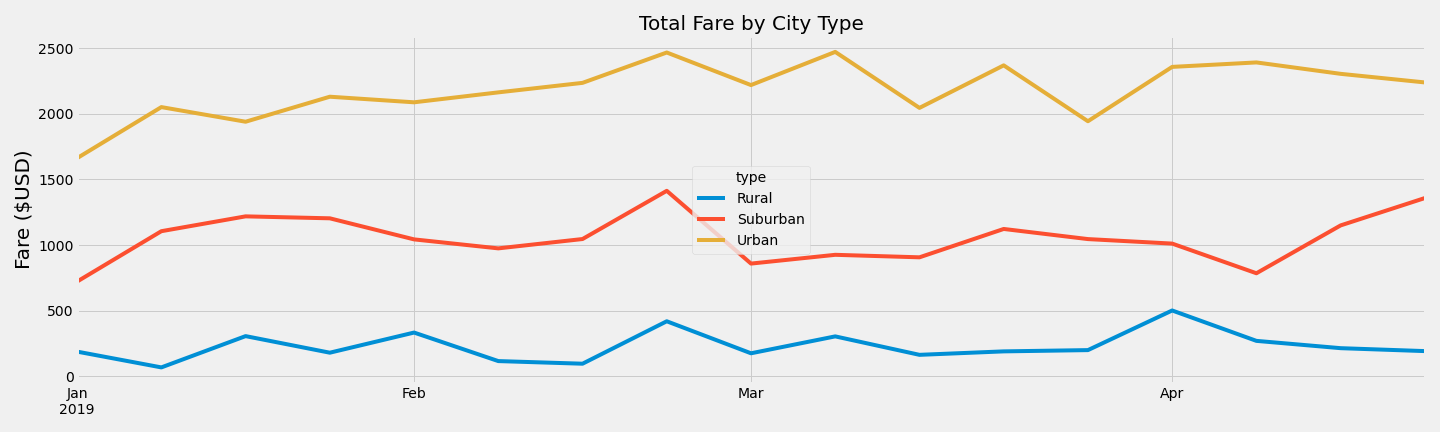 Total Fare by City Type
Fare ($USD)
2500
2000
1500
1000
500
0
type
Rural
Suburban
Urban
Jan
2019
Feb
Mar
Apr